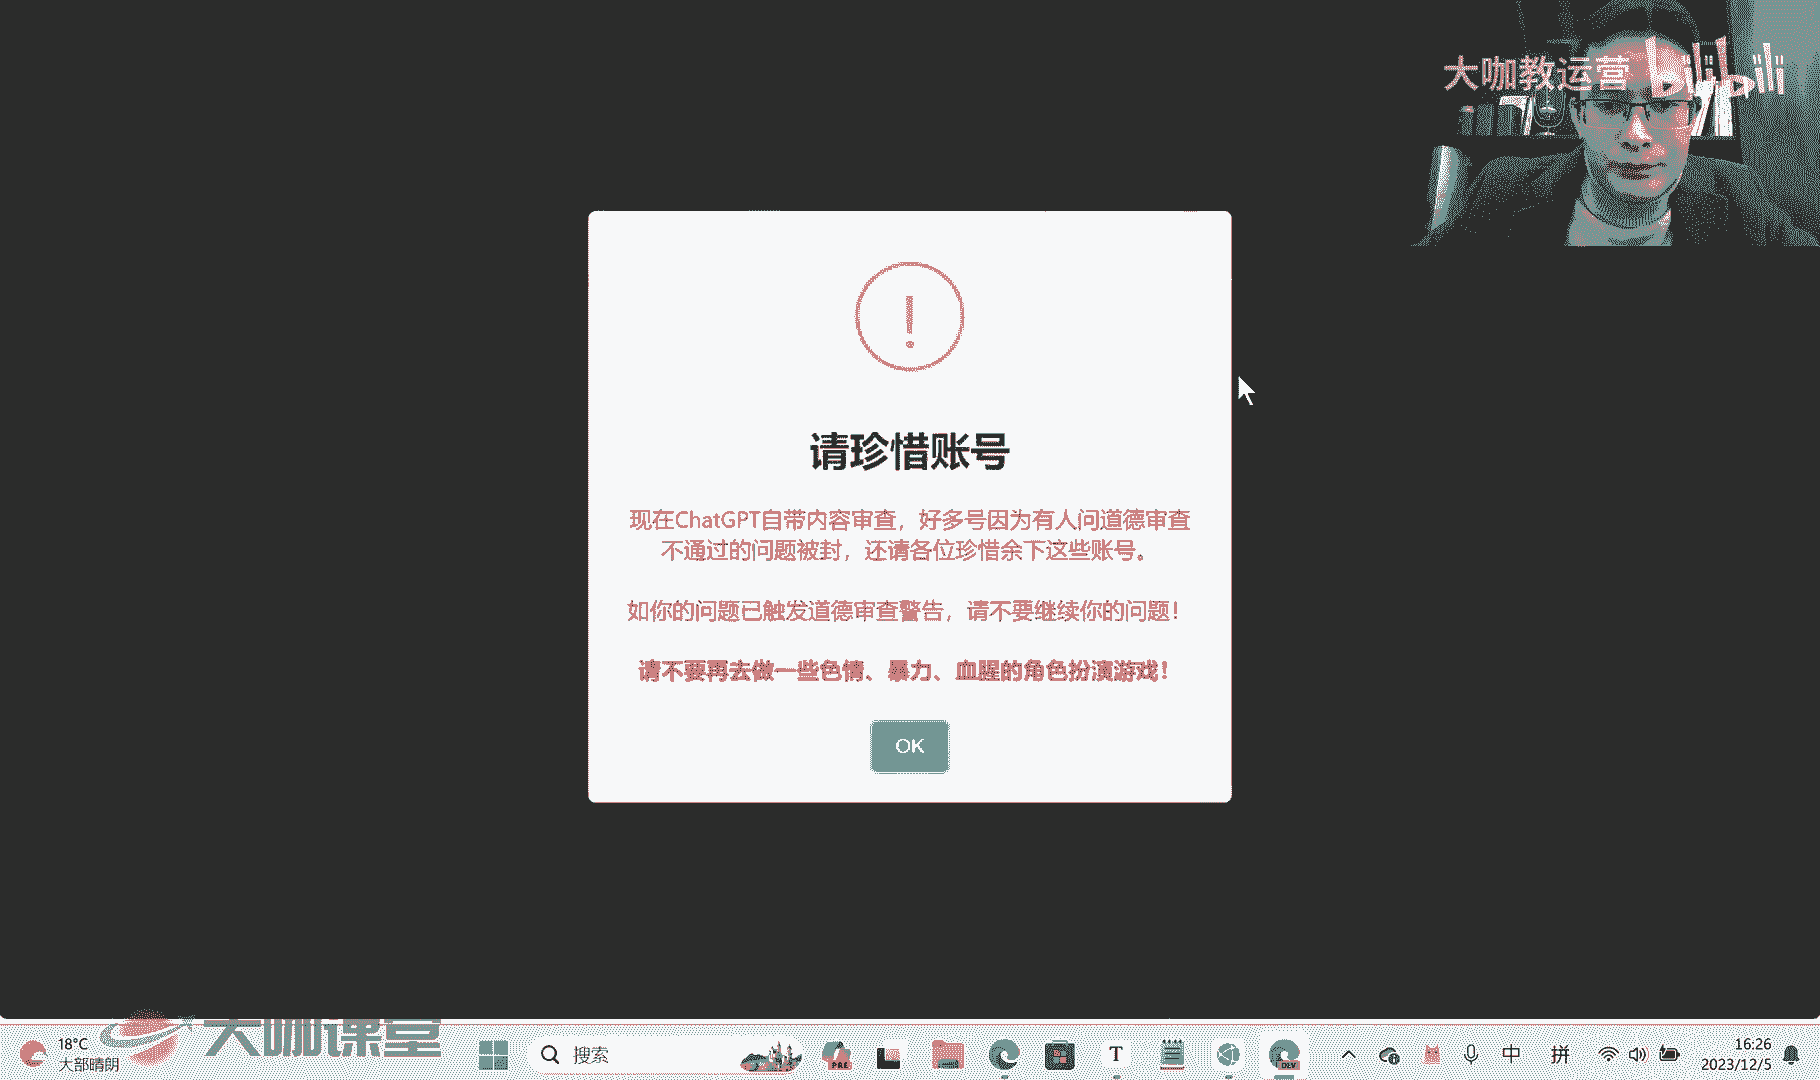 大咖教运营 bilibili
请珍惜账号
现在ChatGPT自带内容审查，好多号因为有人问道德审查
不通过的问题被封，还请各位珍惜余下这些账号。
如你的问题已触发道德审查警告，请不要继续你的问题！
请不要再去做一些色情、暴力、血腥的角色扮演游戏！
OK
大咖课堂
18°C
大部晴朗
搜索
PRE
T
DEV
中
拼
16:26
2023/12/5